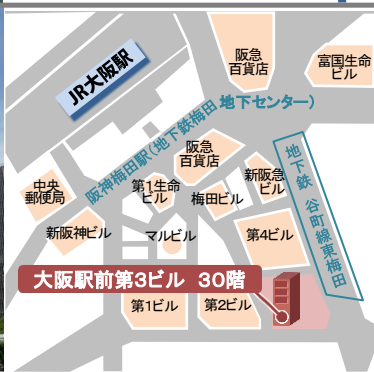 阪急
百貨店
富国生命
ビル
JR大阪駅
阪神梅田駅(地下鉄梅田 地下センター)
阪急
百貨店
新阪急
ビル
地下鉄 谷町線東梅田
中央
郵便局
第1生命
ビル
梅田ビル
新阪神ビル
マルビル
第4ビル
大阪駅前第3ビル 30階
第1ビル
第2ビル